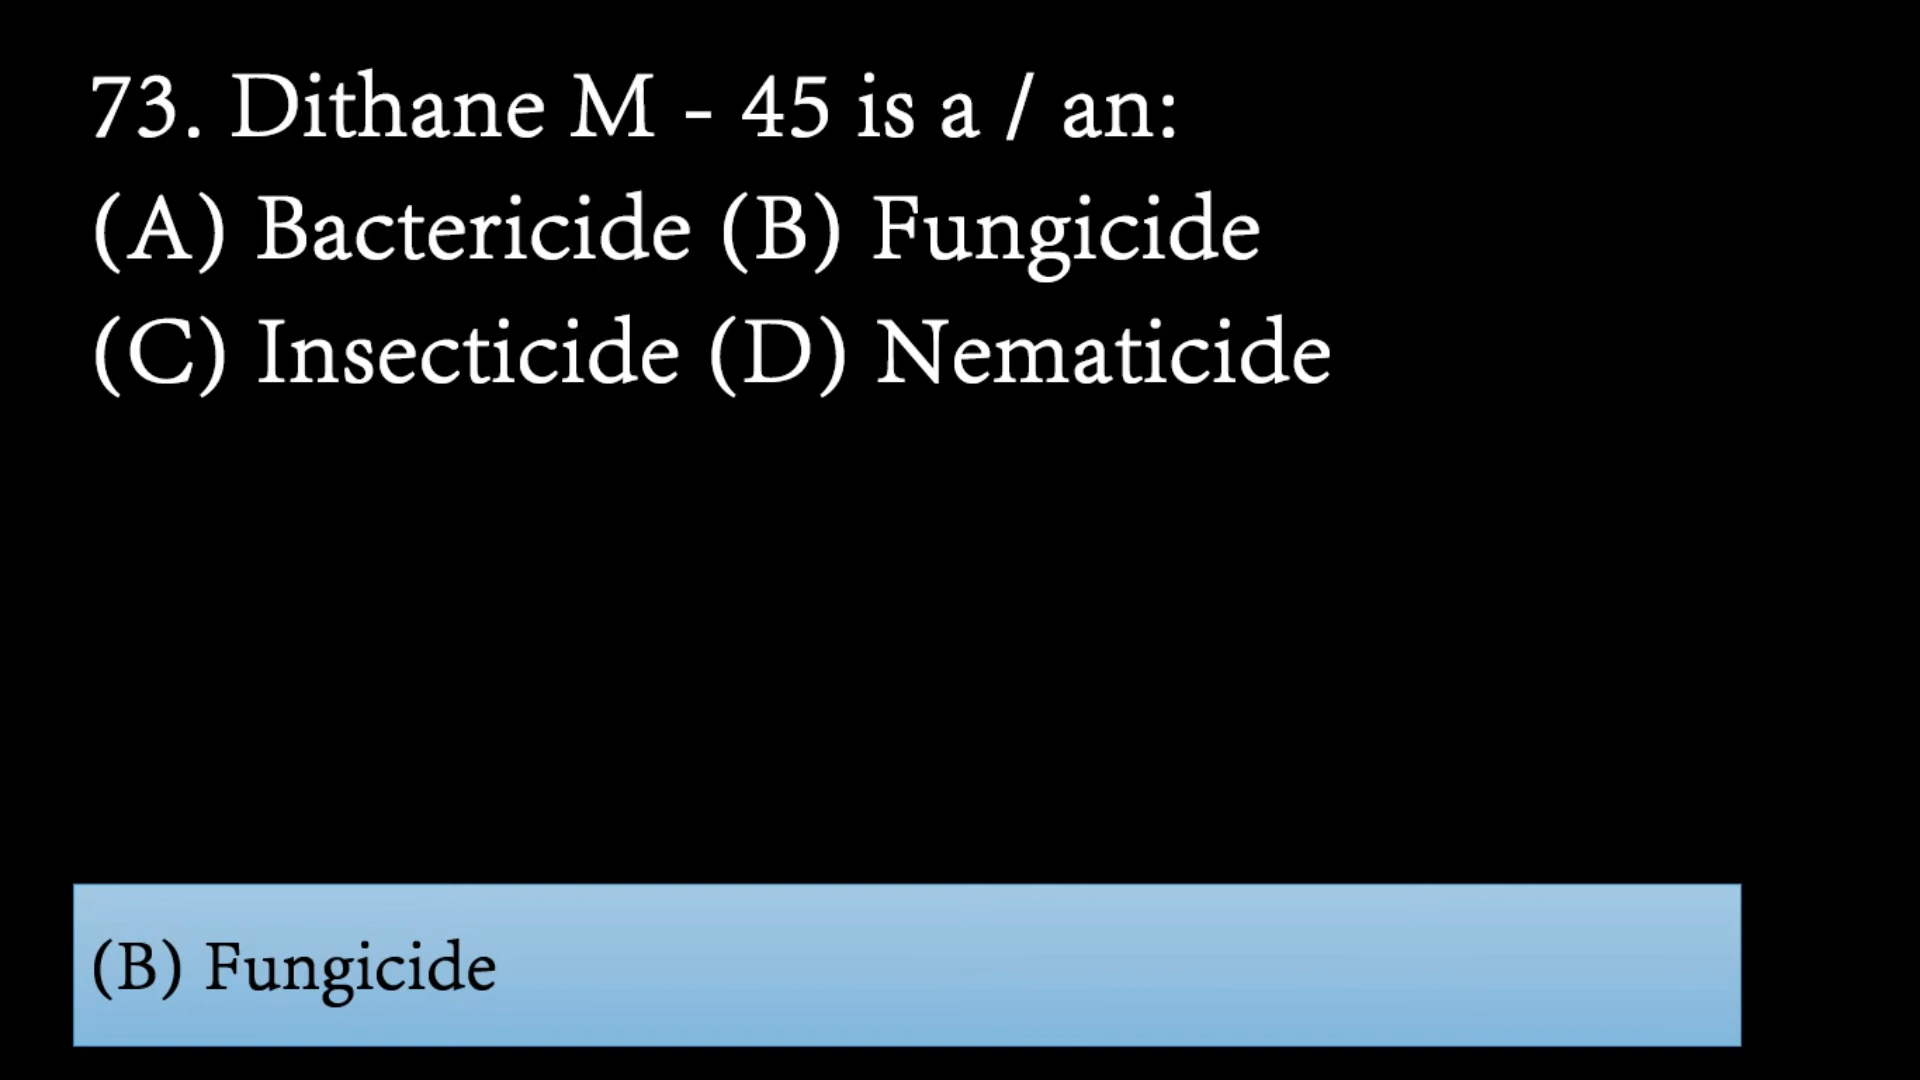 73. Dithane M - 45 is a / an:
(A) Bactericide (B) Fungicide
(C) Insecticide (D) Nematicide
(B) Fungicide